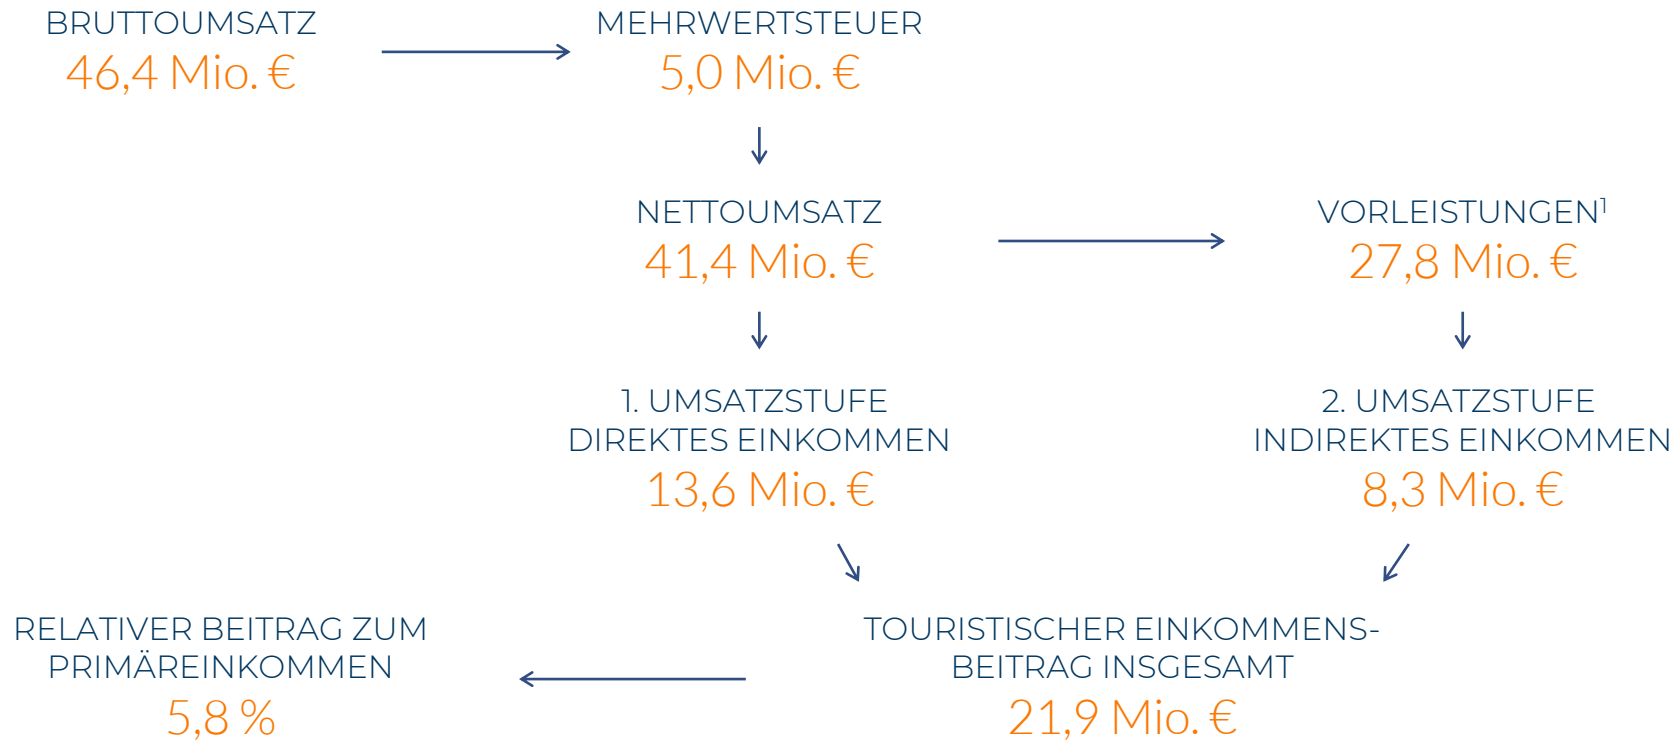 BRUTTOUMSATZ
46,4 Mio. €
MEHRWERTSTEUER
5,0 Mio. €
NETTOUMSATZ
41,4 Mio. €
VORLEISTUNGEN¹
27,8 Mio. €
1. UMSATZSTUFE
DIREKTES EINKOMMEN
13,6 Mio. €
2. UMSATZSTUFE
INDIREKTES EINKOMMEN
8,3 Mio. €
RELATIVER BEITRAG ZUM
PRIMÄREINKOMMEN
5,8 %
TOURISTISCHER EINKOMMENS-
BEITRAG INSGESAMT
21,9 Mio. €